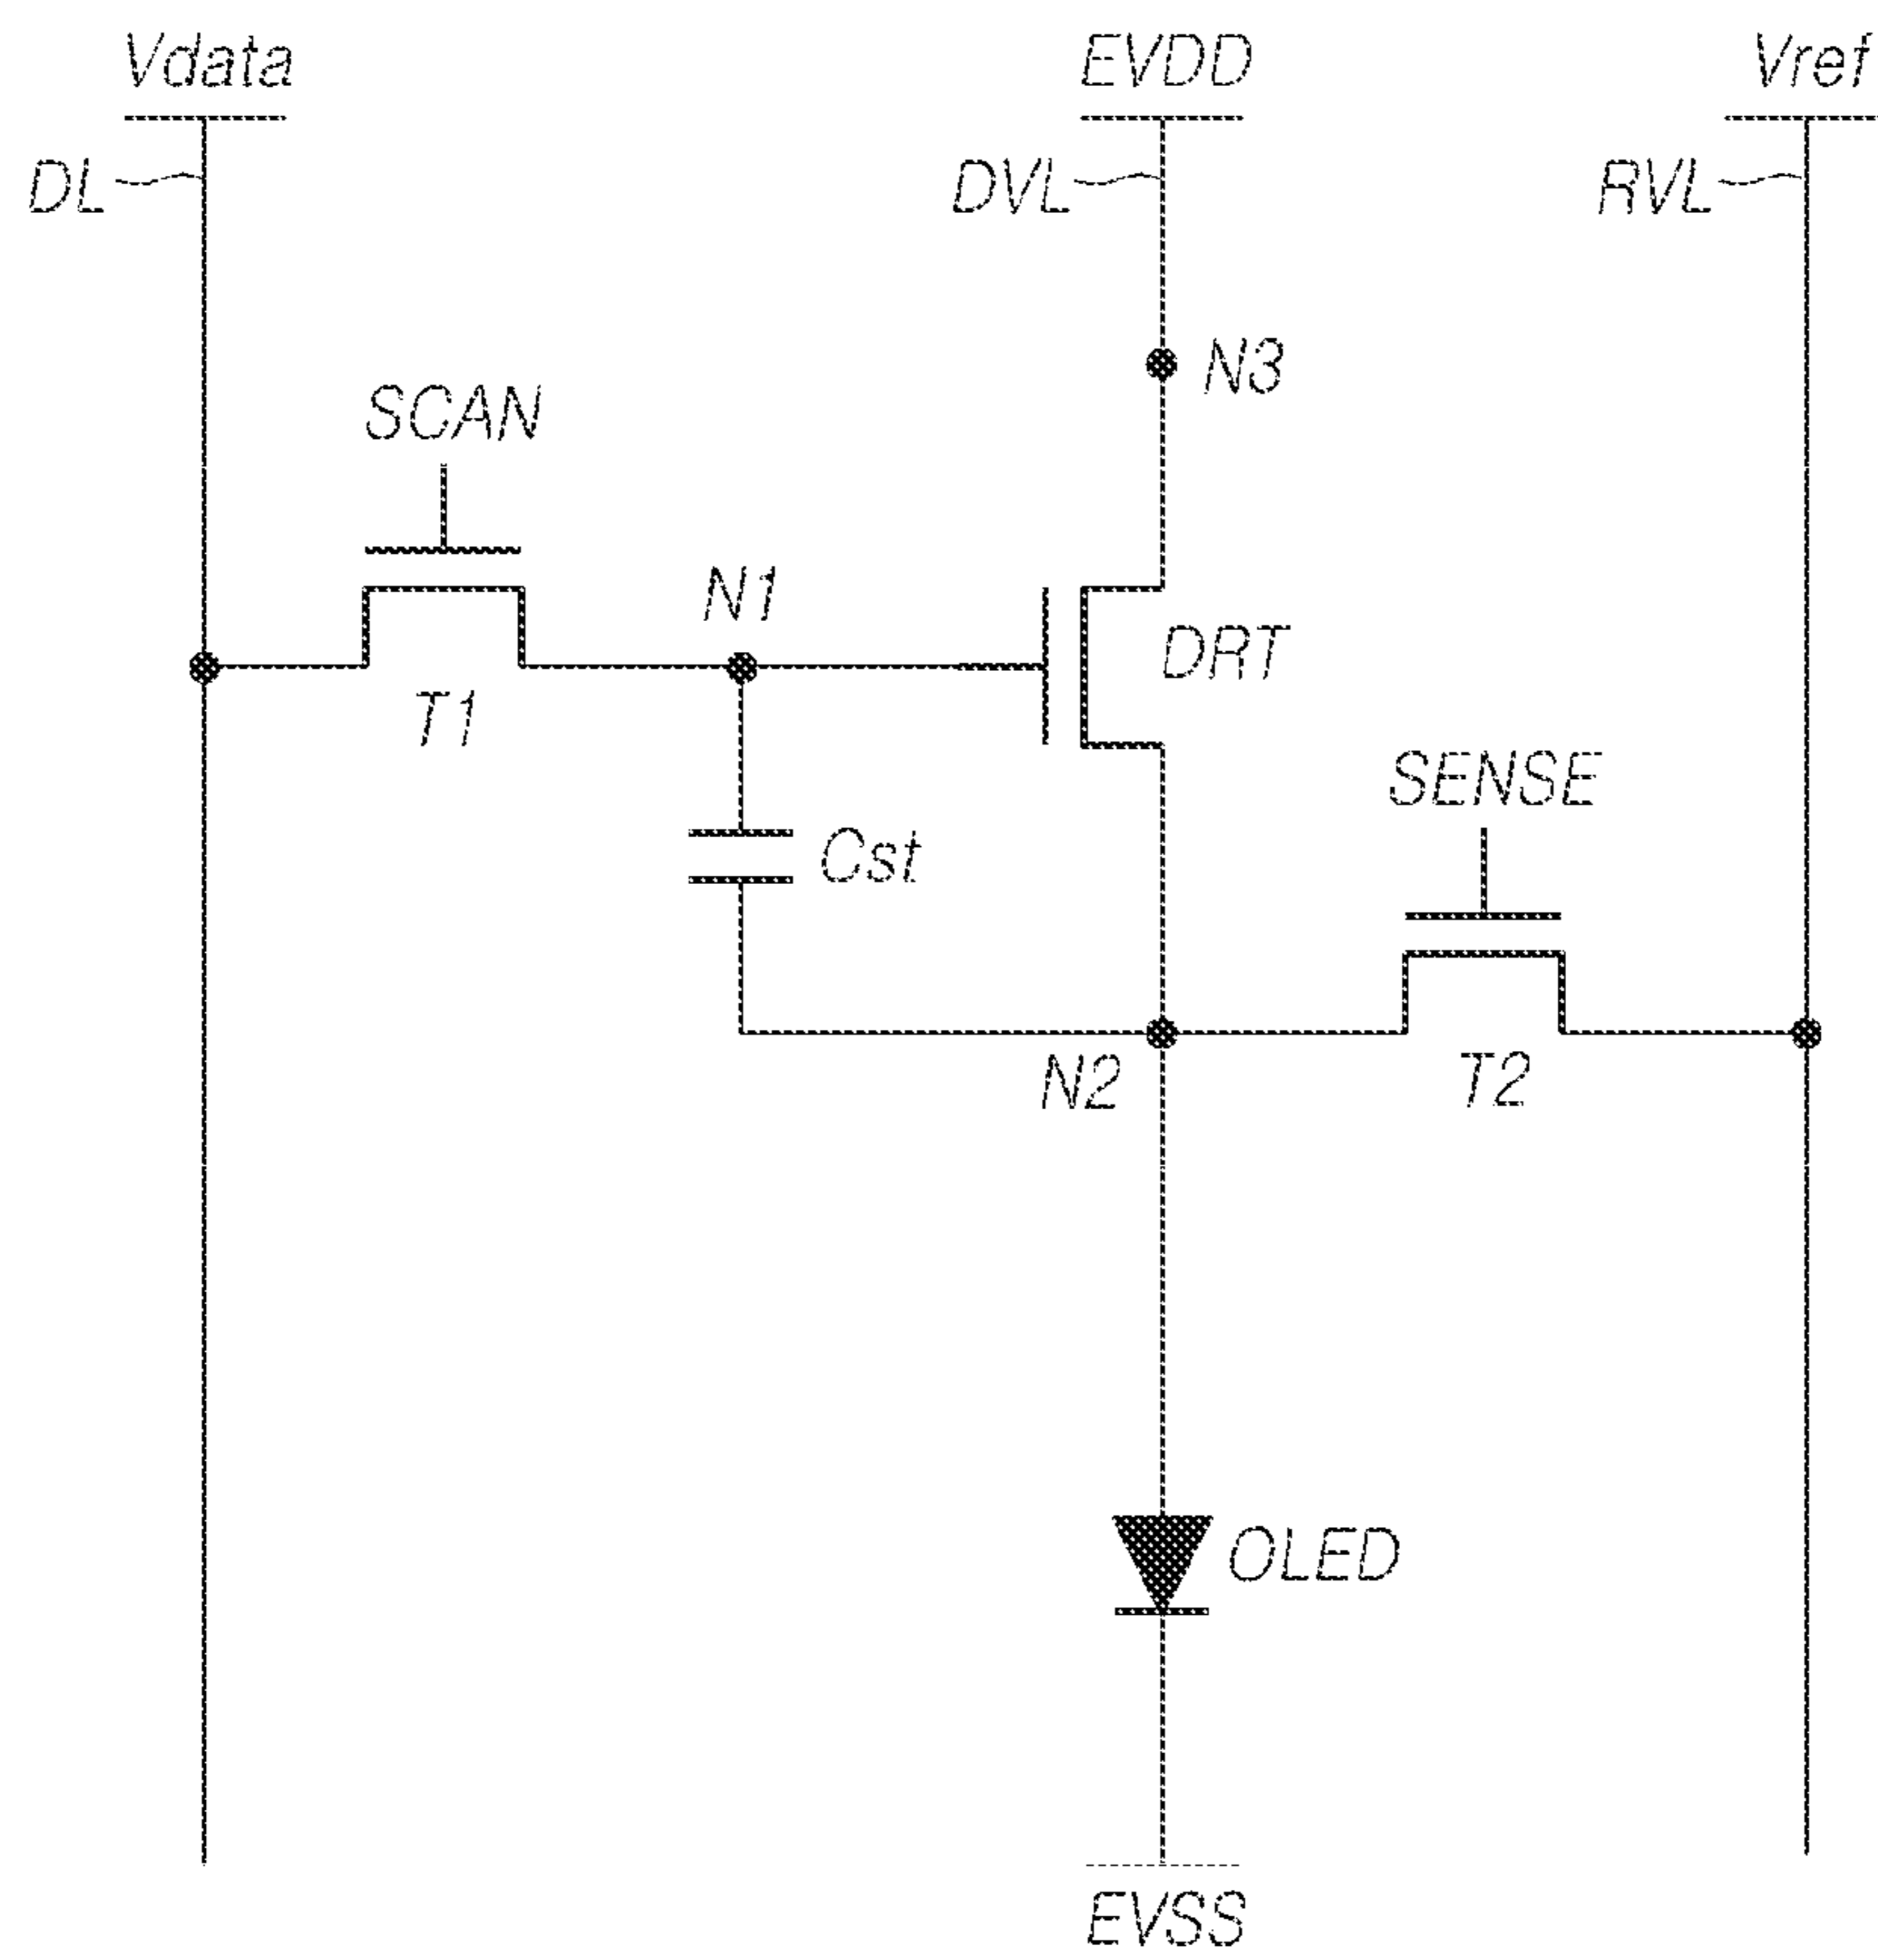 Vdata
EVDD
Vref
DL
DVL
RVL
N3
SCAN
N1
DRT
T1
SENSE
Cst
N2
T2
OLED
EVSS